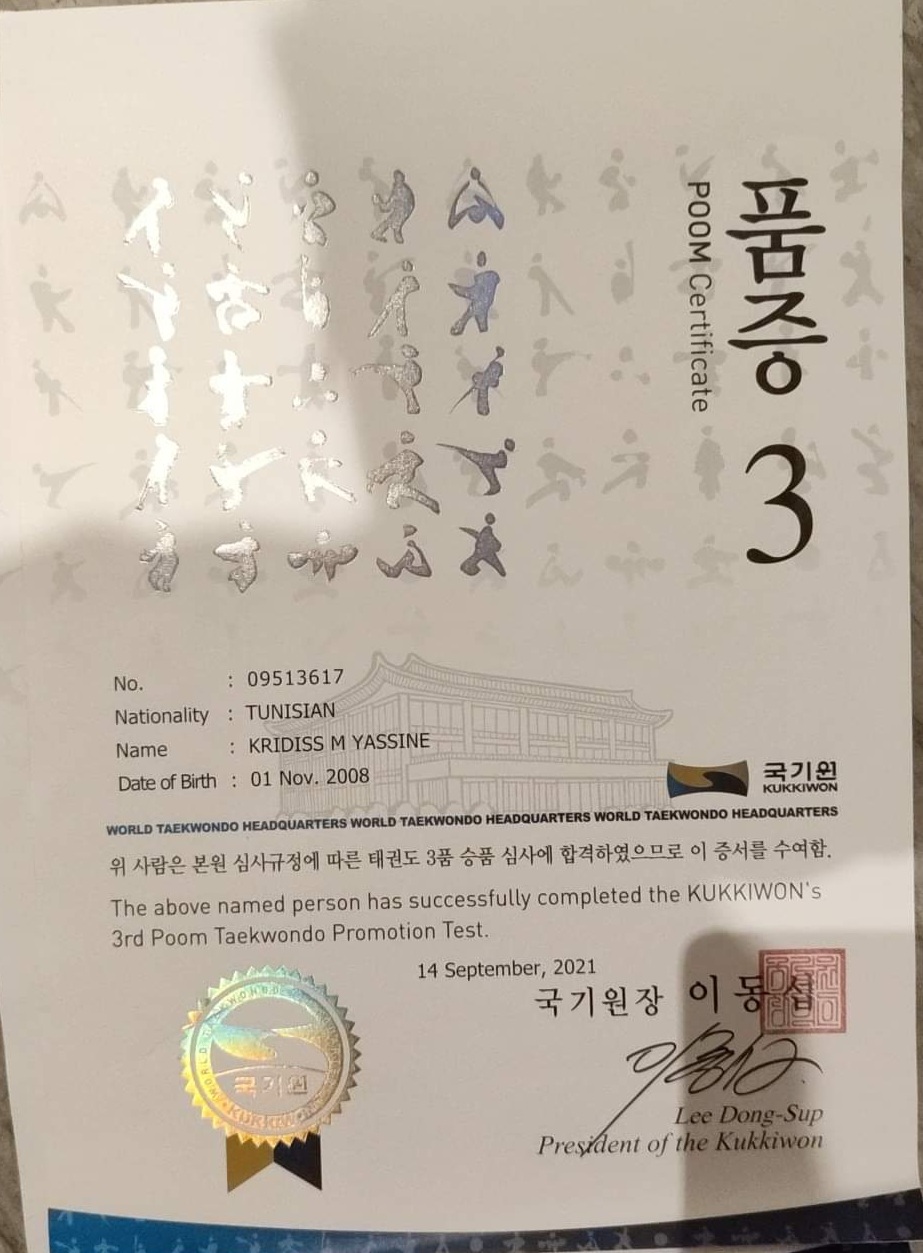 품증 3
POOM Certificate
No. : 09513617
Nationality : TUNISIAN
Name : KRIDISS M YASSINE
Date of Birth : 01 Nov. 2008
국기원
KUKKIWON
WORLD TAEKWONDO HEADQUARTERS WORLD TAEKWONDO HEADQUARTERS WORLD TAEKWONDO HEADQUARTERS
위 사람은 본원 심사규정에 따른 태권도 3품 승품 심사에 합격하였으므로 이 증서를 수여함.
The above named person has successfully completed the KUKKIWON's
3rd Poom Taekwondo Promotion Test.
14 September, 2021
국기원장 이동섭
Lee Dong-Sup
President of the Kukkiwon
국기원
KUKKIWON